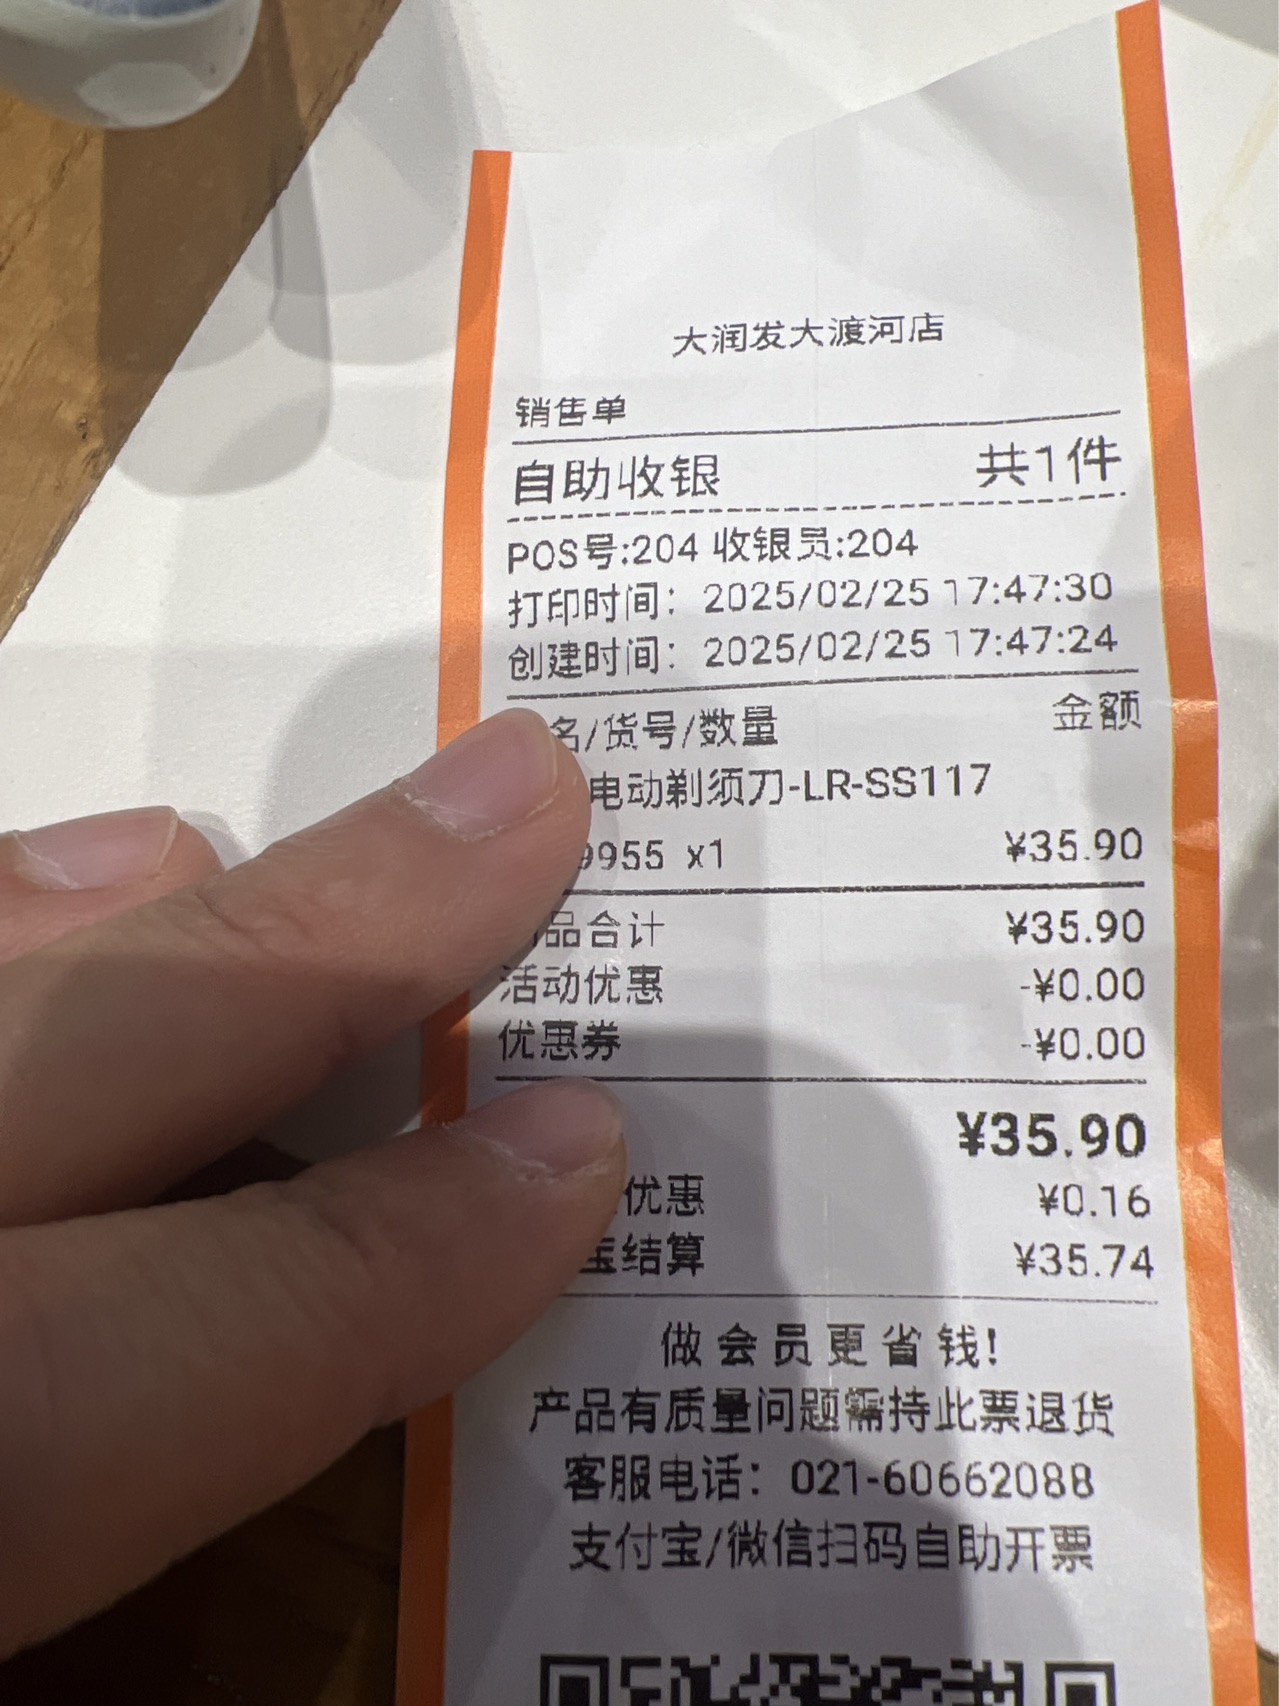 大润发大渡河店
销售单
自助收银 共1件
POS号:204 收银员:204
打印时间：2025/02/25 17:47:30
创建时间：2025/02/25 17:47:24
名/货号/数量 金额
电动剃须刀-LR-SS117
9955 x1 ¥35.90
品合计 ¥35.90
活动优惠 -¥0.00
优惠券 -¥0.00
¥35.90
优惠 ¥0.16
宝结算 ¥35.74
做会员更省钱!
产品有质量问题需持此票退货
客服电话：021-60662088
支付宝/微信扫码自助开票